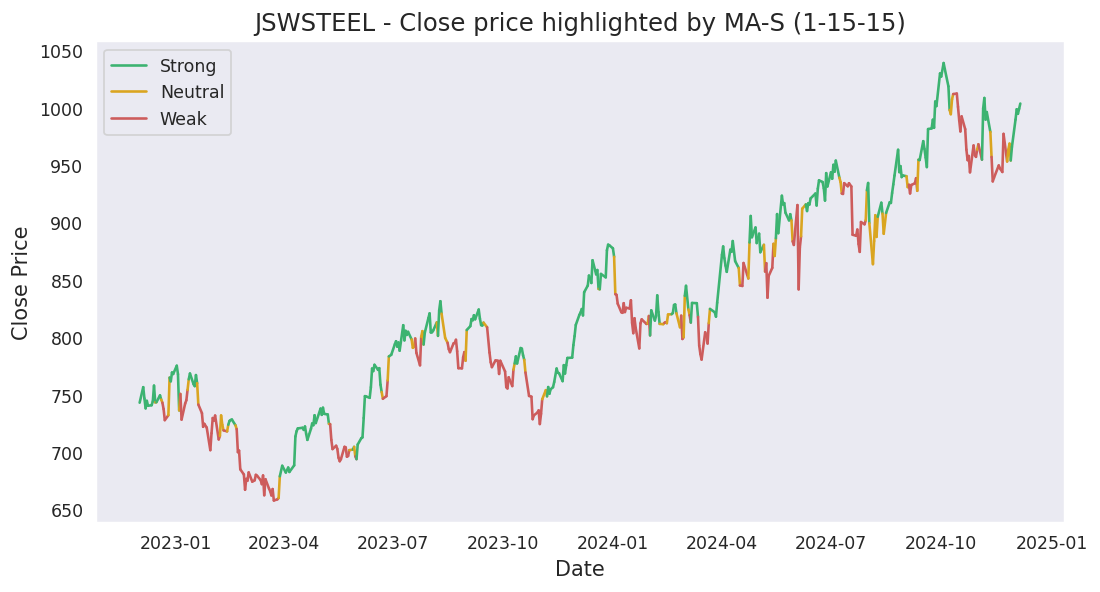 JSWSTEEL - Close price highlighted by MA-S (1-15-15)
Strong
Neutral
Weak
Close Price
1050
1000
950
900
850
800
750
700
650
2023-01 2023-04 2023-07 2023-10 2024-01 2024-04 2024-07 2024-10 2025-01
Date